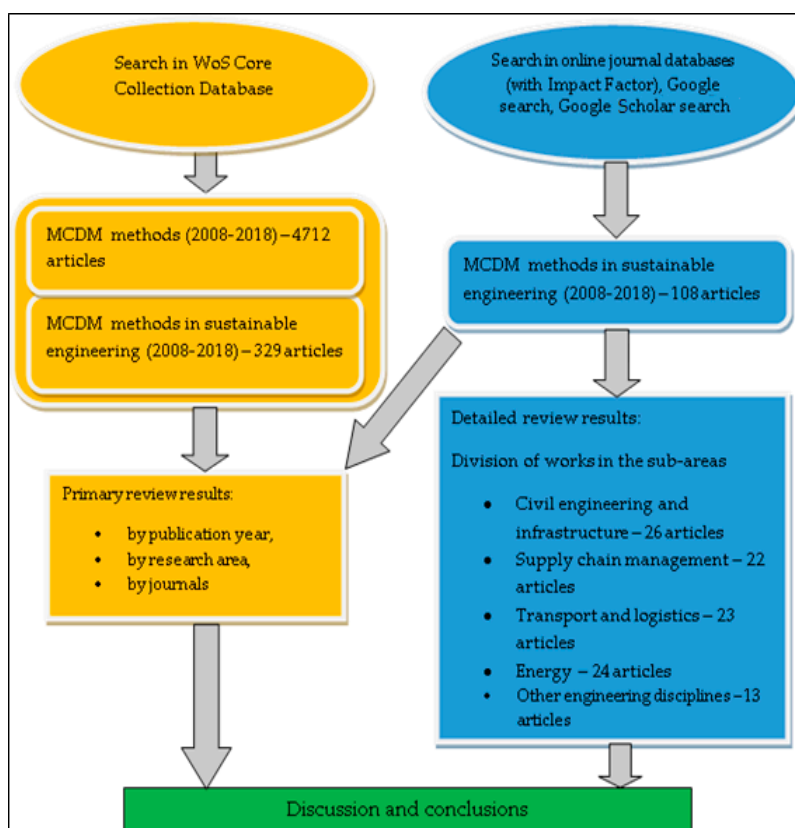 Search in WoS Core
Collection Database
Search in online journal databases
(with Impact Factor), Google
search, Google Scholar search
MCDM methods (2008-2018) – 4712
articles
MCDM methods in sustainable
engineering (2008-2018) – 329 articles
MCDM methods in sustainable
engineering (2008-2018) – 108 articles
Primary review results:
• by publication year,
• by research area,
• by journals
Detailed review results:
Division of works in the sub-areas
• Civil engineering and
infrastructure – 26 articles
• Supply chain management – 22
articles
• Transport and logistics – 23
articles
• Energy – 24 articles
• Other engineering disciplines –13
articles
Discussion and conclusions